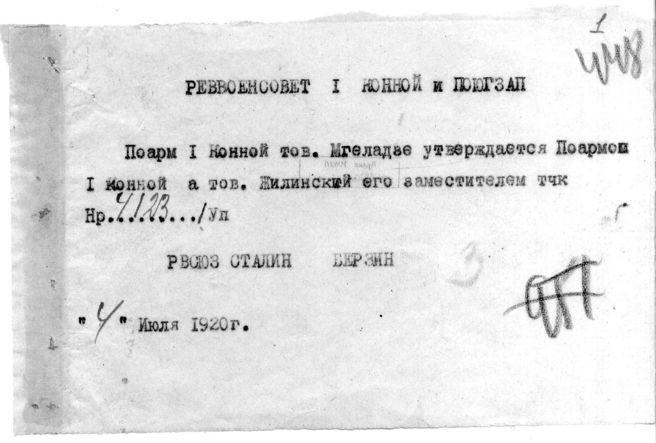 1
448
РЕВВОЕНСОВЕТ I КОННОЙ и ПОЮГЗАП
Поарм I Конной тов. Мгеладзе утверждается Поармом
I конной а тов. Жилинский его заместителем тчк
Нр.4123.../Уп
РВСЮЗ СТАЛИН БЕРЗИН
3
"4" Июля 1920г.